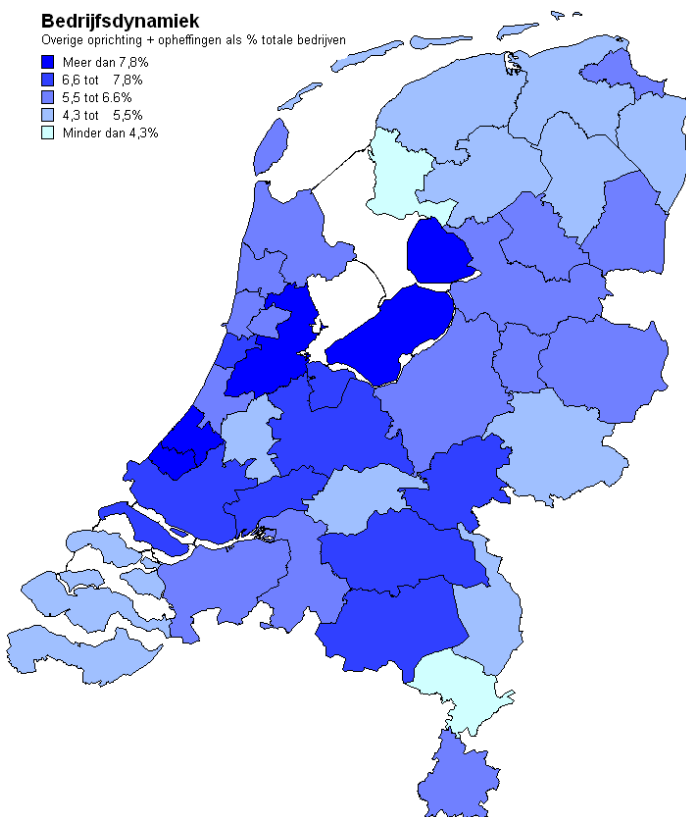 Bedrijfsdynamiek
Overige oprichting + opheffingen als % totale bedrijven
Meer dan 7,8%
6,6 tot 7,8%
5,5 tot 6.6%
4,3 tot 5,5%
Minder dan 4,3%